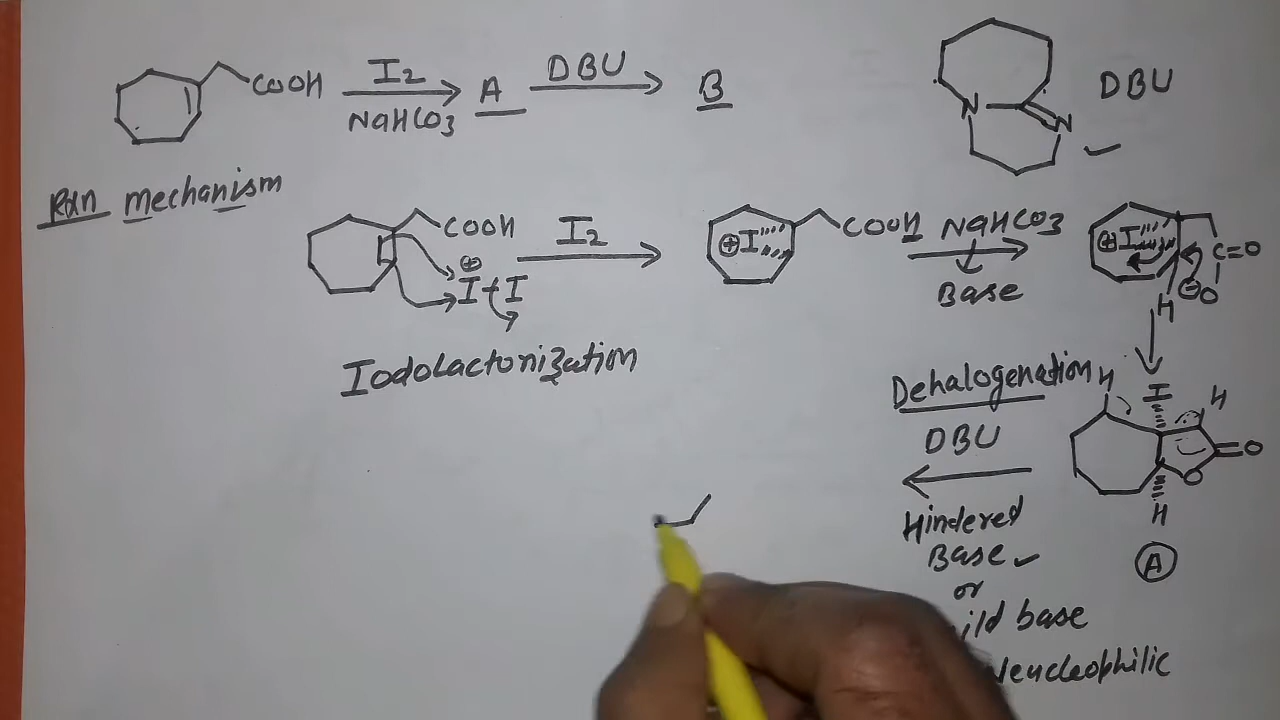 COOH I2 NaHCO3 A DBU B
N N DBU
Rxn mechanism
COOH I2 COOH NaHCO3 C=O
⊕ I I ⊕I Base ⊕I H ⊖O
Iodolactonization
Dehalogenation H I H
DBU O O
H
Hindered
Base A
or
ild base
Neucleophilic